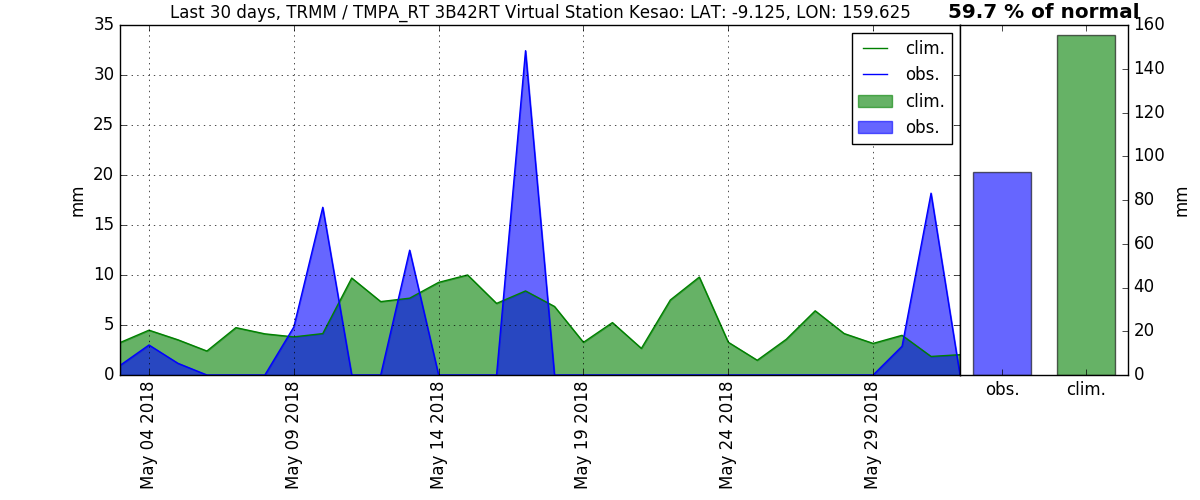 Last 30 days, TRMM / TMPA_RT 3B42RT Virtual Station Kesao: LAT: -9.125, LON: 159.625
59.7 % of normal
35
30
25
20
15
10
5
0
mm
clim.
obs.
clim.
obs.
May 04 2018
May 09 2018
May 14 2018
May 19 2018
May 24 2018
May 29 2018
160
140
120
100
80
60
40
20
0
mm
obs.
clim.